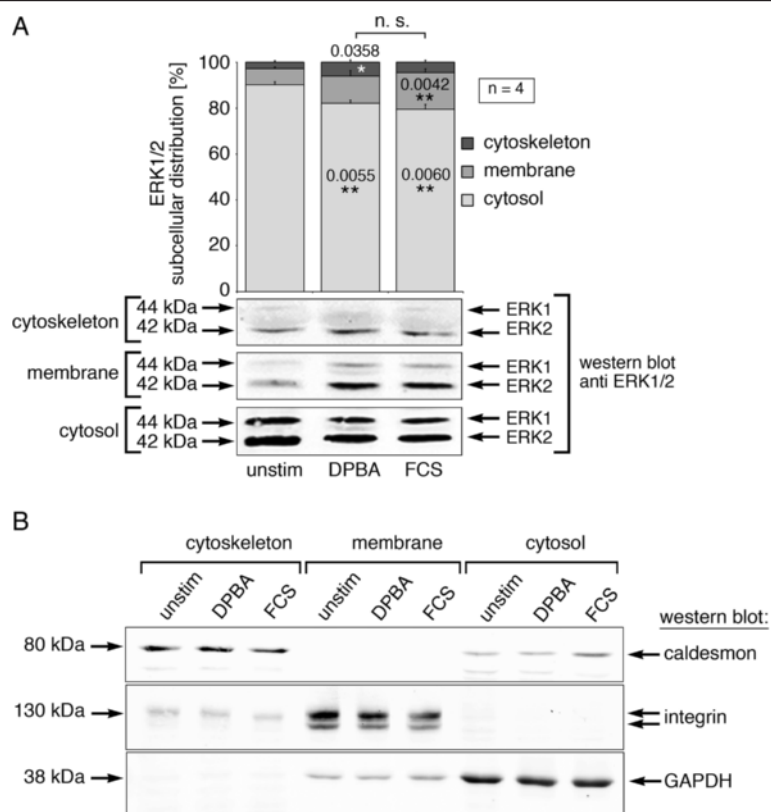 A
n. s.
0.0358
*
ERK1/2
subcellular distribution [%]
100
80
60
40
20
0
0.0055
**
0.0042
**
0.0060
**
n = 4
cytoskeleton
membrane
cytosol
cytoskeleton
44 kDa
42 kDa
ERK1
ERK2
membrane
44 kDa
42 kDa
ERK1
ERK2
cytosol
44 kDa
42 kDa
ERK1
ERK2
western blot
anti ERK1/2
unstim DPBA FCS
B
cytoskeleton membrane cytosol
unstim DPBA FCS unstim DPBA FCS unstim DPBA FCS
western blot:
80 kDa caldesmon
130 kDa integrin
38 kDa GAPDH